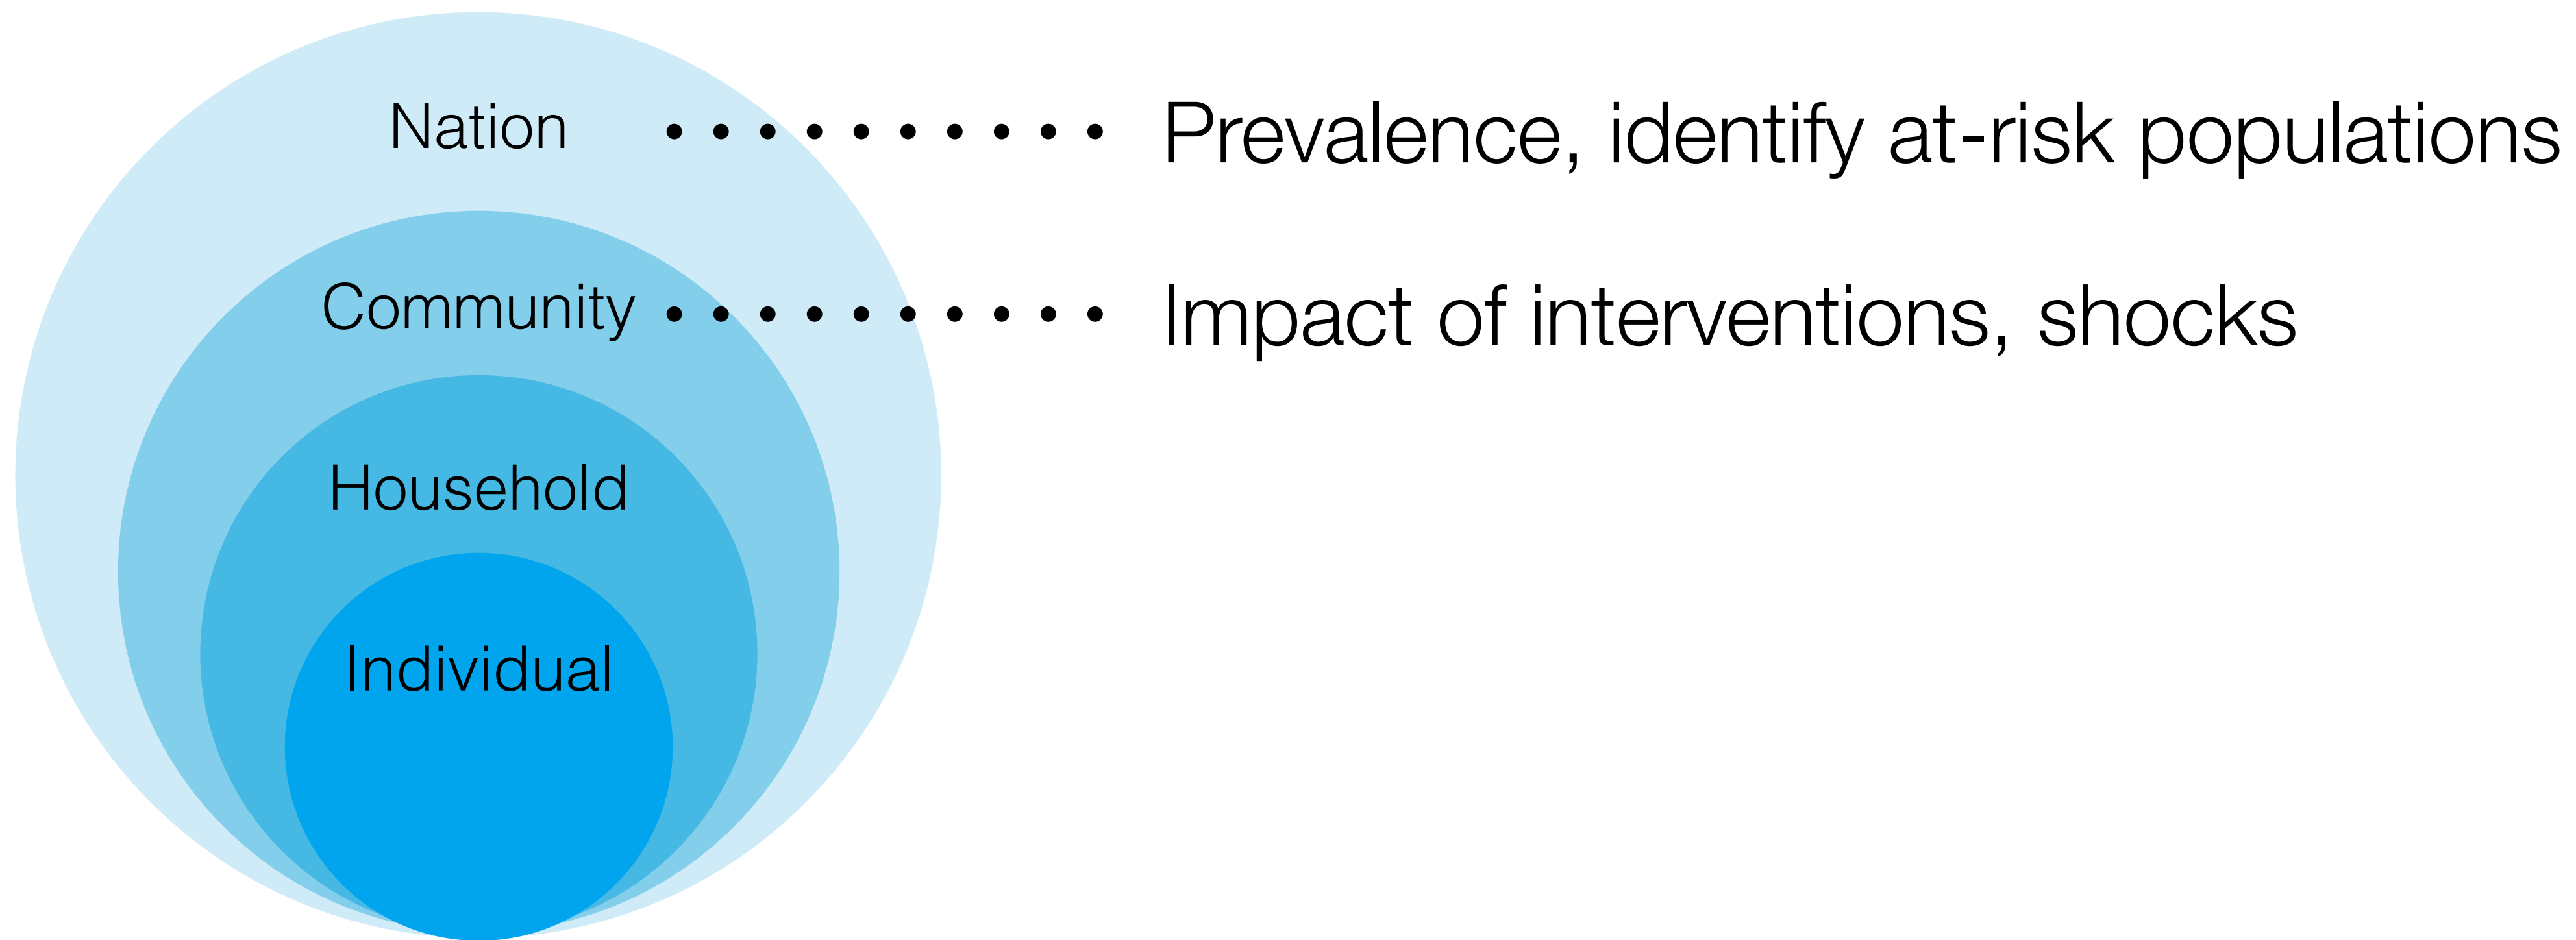 Nation Prevalence, identify at-risk populations
Community Impact of interventions, shocks
Household
Individual